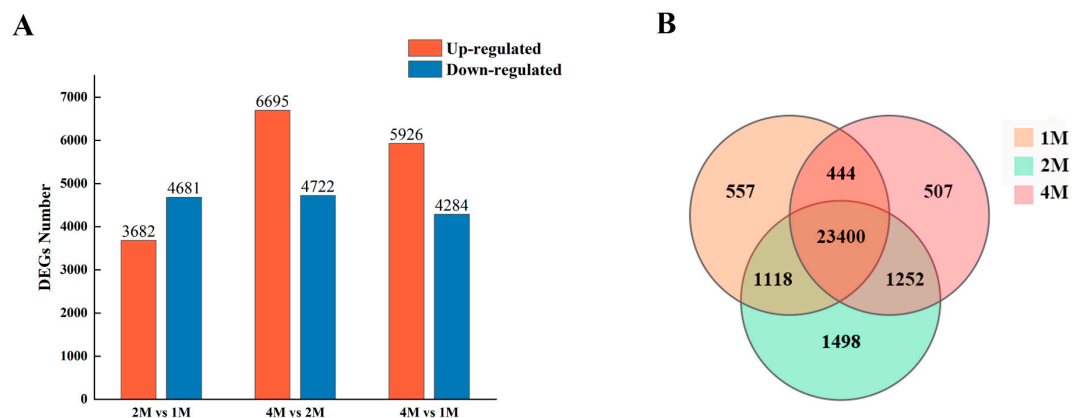 A
Up-regulated
Down-regulated
DEGs Number
7000
6000
5000
4000
3000
2000
1000
0
3682
4681
6695
4722
5926
4284
2M vs 1M
4M vs 2M
4M vs 1M
B
1M
2M
4M
557
444
507
23400
1118
1252
1498